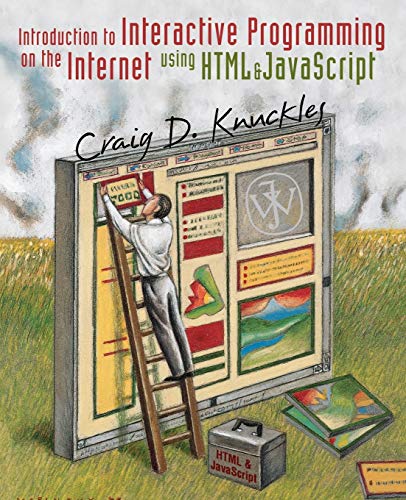 Introduction to Interactive Programming
on the Internet using HTML&JavaScript
Craig D. Knuckles
HTML &
JavaScript